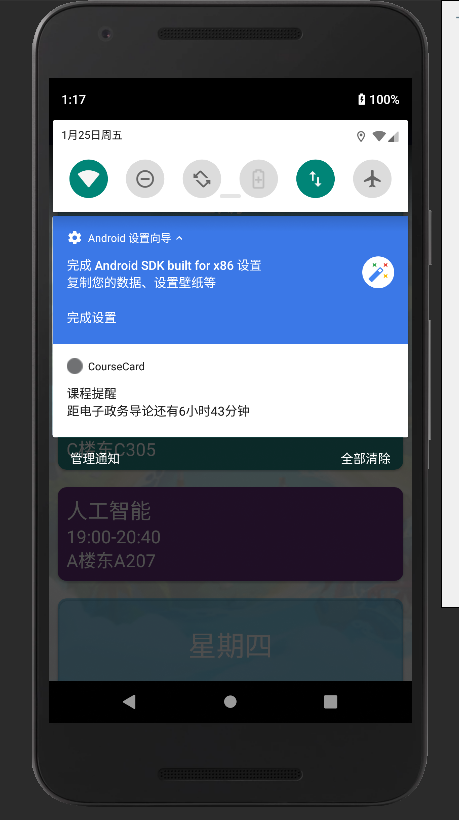 1:17
100%
1月25日周五
Android 设置向导
完成 Android SDK built for x86 设置
复制您的数据、设置壁纸等
完成设置
CourseCard
课程提醒
距电子政务导论还有6小时43分钟
C楼东C305
管理通知
全部清除
人工智能
19:00-20:40
A楼东A207
星期四